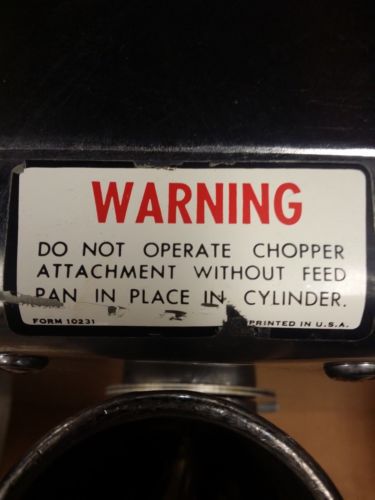 WARNING
DO NOT OPERATE CHOPPER
ATTACHMENT WITHOUT FEED
PAN IN PLACE IN CYLINDER.
FORM 10231 PRINTED IN U.S.A.